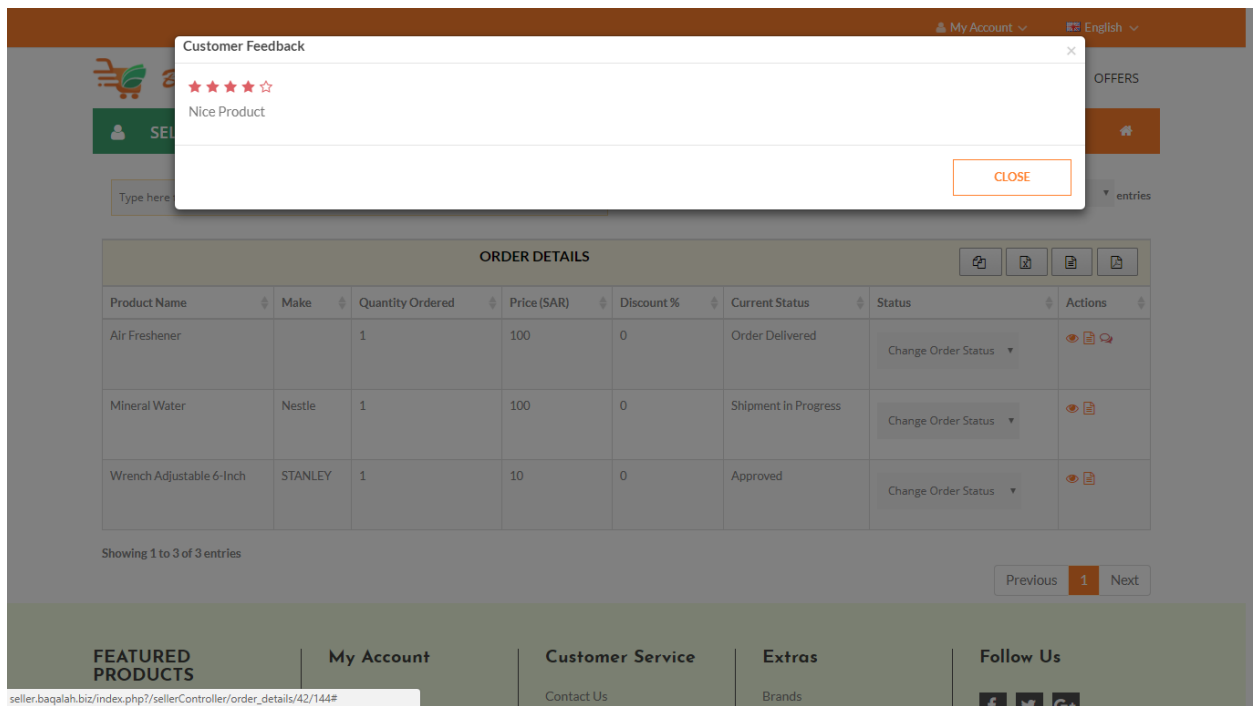 My Account
English
Customer Feedback
×
Nice Product
OFFERS
SEL
CLOSE
Type here
entries
ORDER DETAILS
Product Name Make Quantity Ordered Price (SAR) Discount % Current Status Status Actions
Air Freshener 1 100 0 Order Delivered Change Order Status
Mineral Water Nestle 1 100 0 Shipment in Progress Change Order Status
Wrench Adjustable 6-Inch STANLEY 1 10 0 Approved Change Order Status
Showing 1 to 3 of 3 entries
Previous 1 Next
FEATURED PRODUCTS
My Account
Customer Service
Extras
Follow Us
Contact Us
Brands
seller.baqalah.biz/index.php?/sellerController/order_details/42/144#